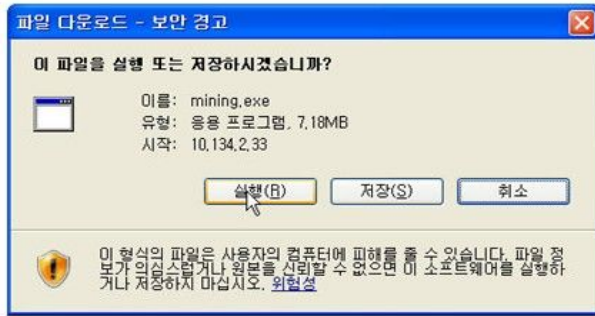 파일 다운로드 - 보안 경고
이 파일을 실행 또는 저장하시겠습니까?
이름: mining.exe
유형: 응용 프로그램, 7.18MB
시작: 10.134.2.33
실행(R) 저장(S) 취소
이 형식의 파일은 사용자의 컴퓨터에 피해를 줄 수 있습니다. 파일 정
보가 의심스럽거나 원본을 신뢰할 수 없으면 이 소프트웨어를 실행하
거나 저장하지 마십시오. 위험성